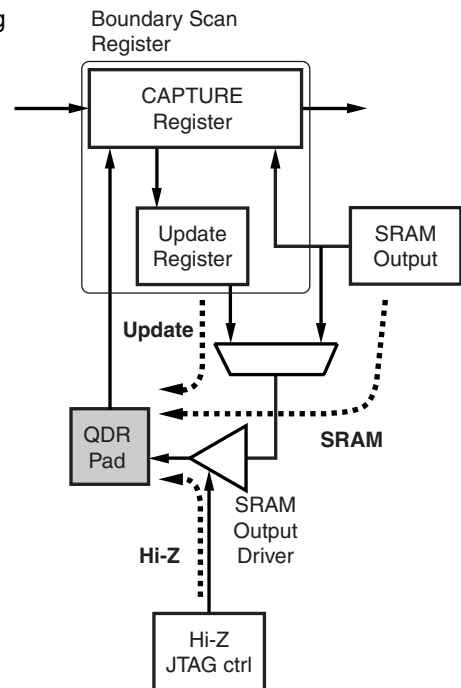 g
Boundary Scan
Register
CAPTURE
Register
Update
Register
SRAM
Output
Update
SRAM
QDR
Pad
SRAM
Output
Driver
Hi-Z
Hi-Z
JTAG ctrl